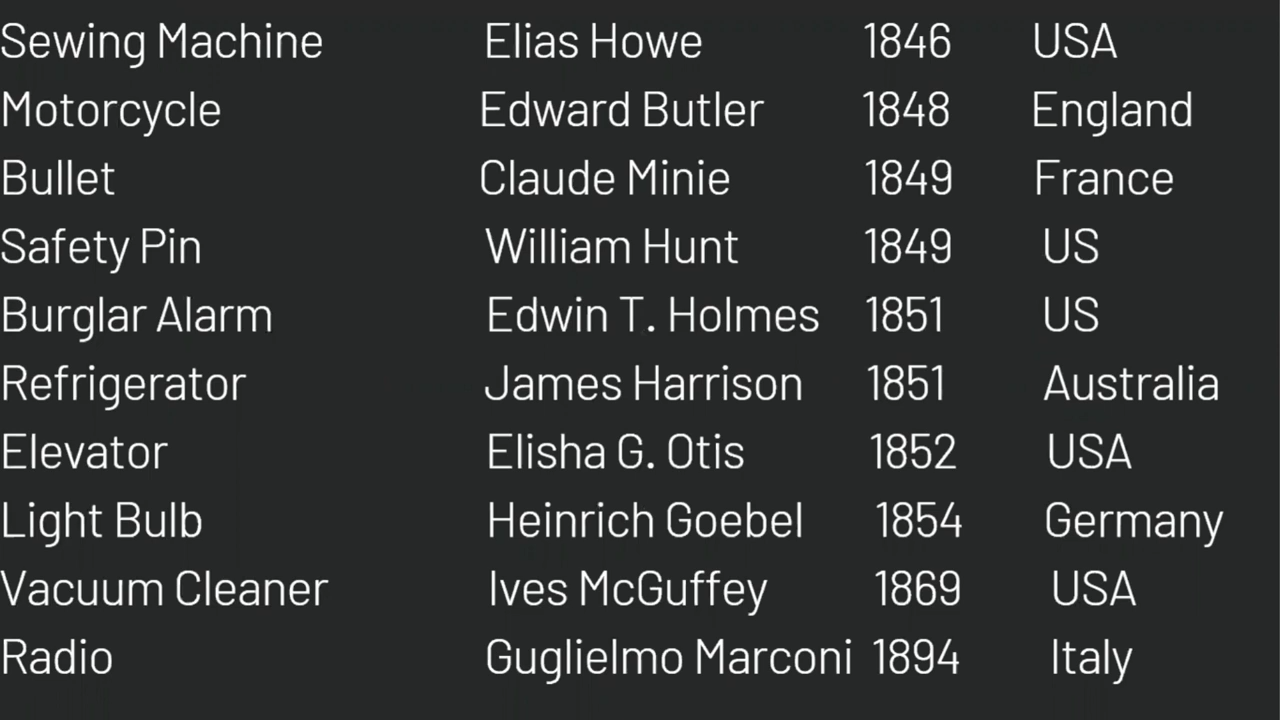 Sewing Machine Elias Howe 1846 USA
Motorcycle Edward Butler 1848 England
Bullet Claude Minie 1849 France
Safety Pin William Hunt 1849 US
Burglar Alarm Edwin T. Holmes 1851 US
Refrigerator James Harrison 1851 Australia
Elevator Elisha G. Otis 1852 USA
Light Bulb Heinrich Goebel 1854 Germany
Vacuum Cleaner Ives McGuffey 1869 USA
Radio Guglielmo Marconi 1894 Italy